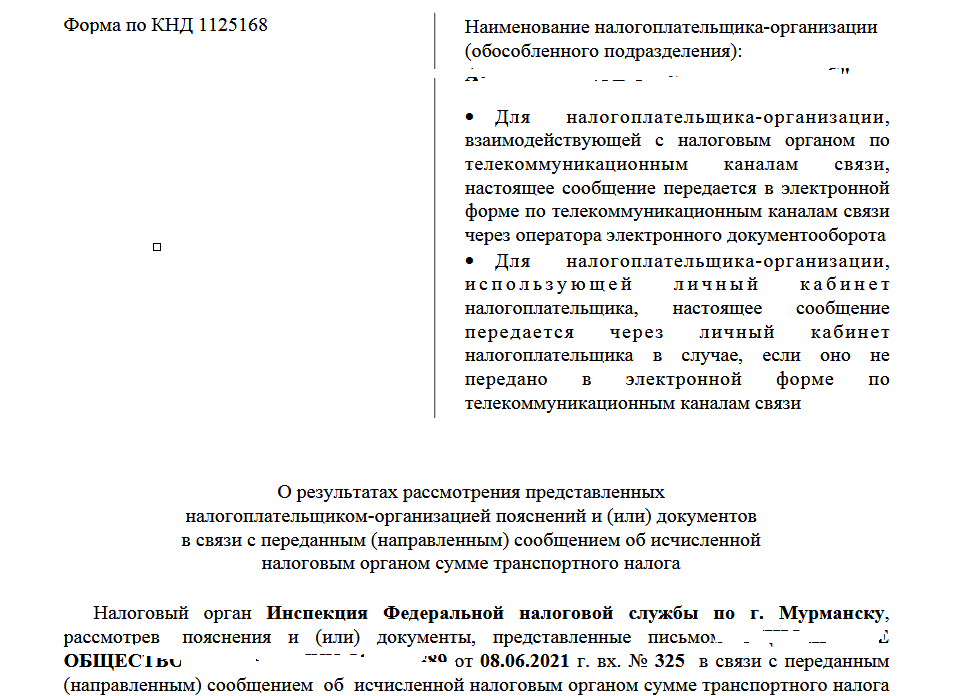 Форма по КНД 1125168
Наименование налогоплательщика-организации
(обособленного подразделения):
• Для налогоплательщика-организации,
взаимодействующей с налоговым органом по
телекоммуникационным каналам связи,
настоящее сообщение передается в электронной
форме по телекоммуникационным каналам связи
через оператора электронного документооборота
• Для налогоплательщика-организации,
использующей личный кабинет
налогоплательщика, настоящее сообщение
передается через личный кабинет
налогоплательщика в случае, если оно не
передано в электронной форме по
телекоммуникационным каналам связи
О результатах рассмотрения представленных
налогоплательщиком-организацией пояснений и (или) документов
в связи с переданным (направленным) сообщением об исчисленной
налоговым органом сумме транспортного налога
Налоговый орган Инспекция Федеральной налоговой службы по г. Мурманску,
рассмотрев пояснения и (или) документы, представленные письмом
ОБЩЕСТВО от 08.06.2021 г. вх. № 325 в связи с переданным
(направленным) сообщением об исчисленной налоговым органом сумме транспортного налога